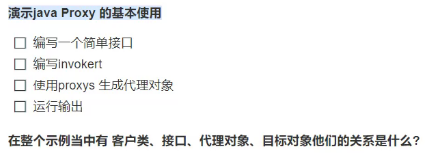 演示java Proxy 的基本使用
编写一个简单接口
编写invokert
使用proxys 生成代理对象
运行输出
在整个示例当中有 客户类、接口、代理对象、目标对象他们的关系是什么?